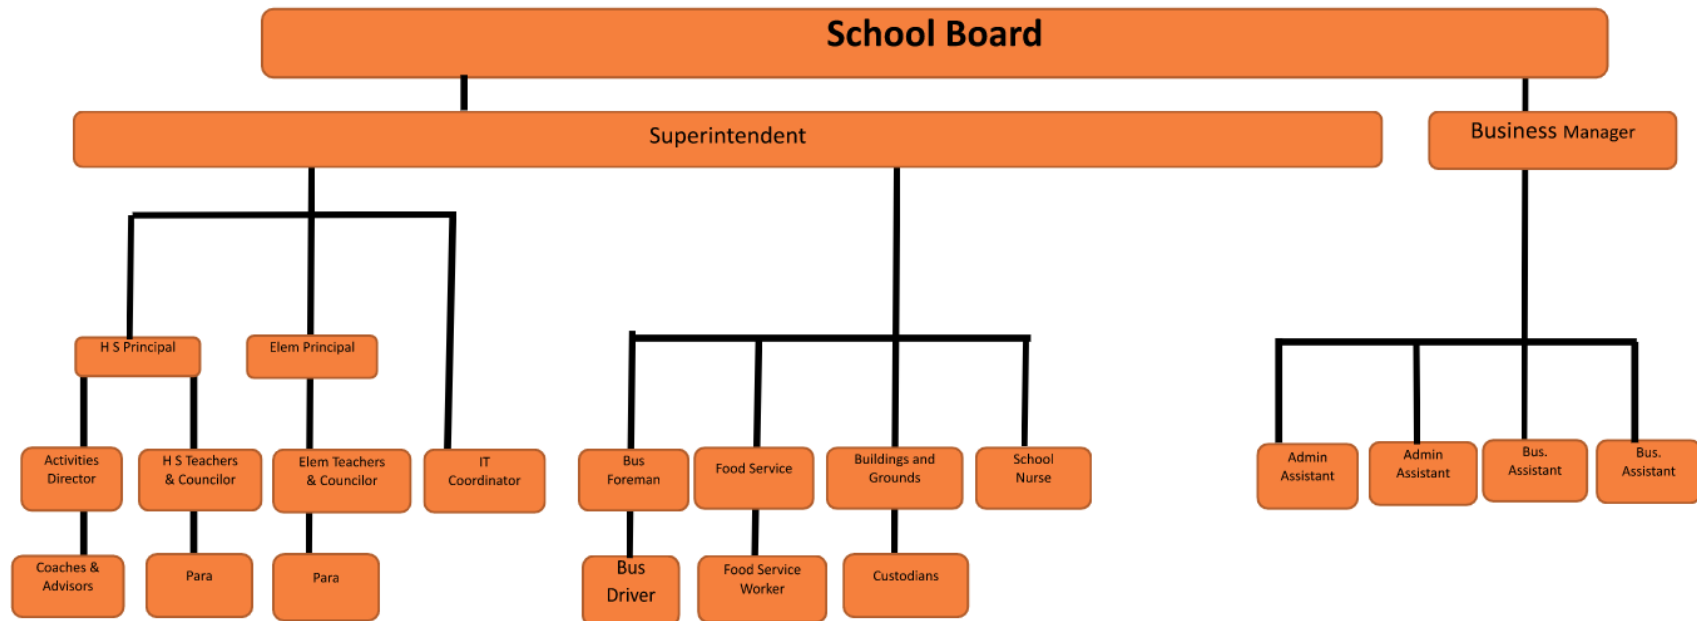 School Board
Superintendent
Business Manager
H S Principal
Elem Principal
Activities
Director
H S Teachers
& Councilor
Elem Teachers
& Councilor
IT
Coordinator
Bus
Foreman
Food Service
Buildings and
Grounds
School
Nurse
Admin
Assistant
Admin
Assistant
Bus.
Assistant
Bus.
Assistant
Coaches &
Advisors
Para
Para
Bus
Driver
Food Service
Worker
Custodians